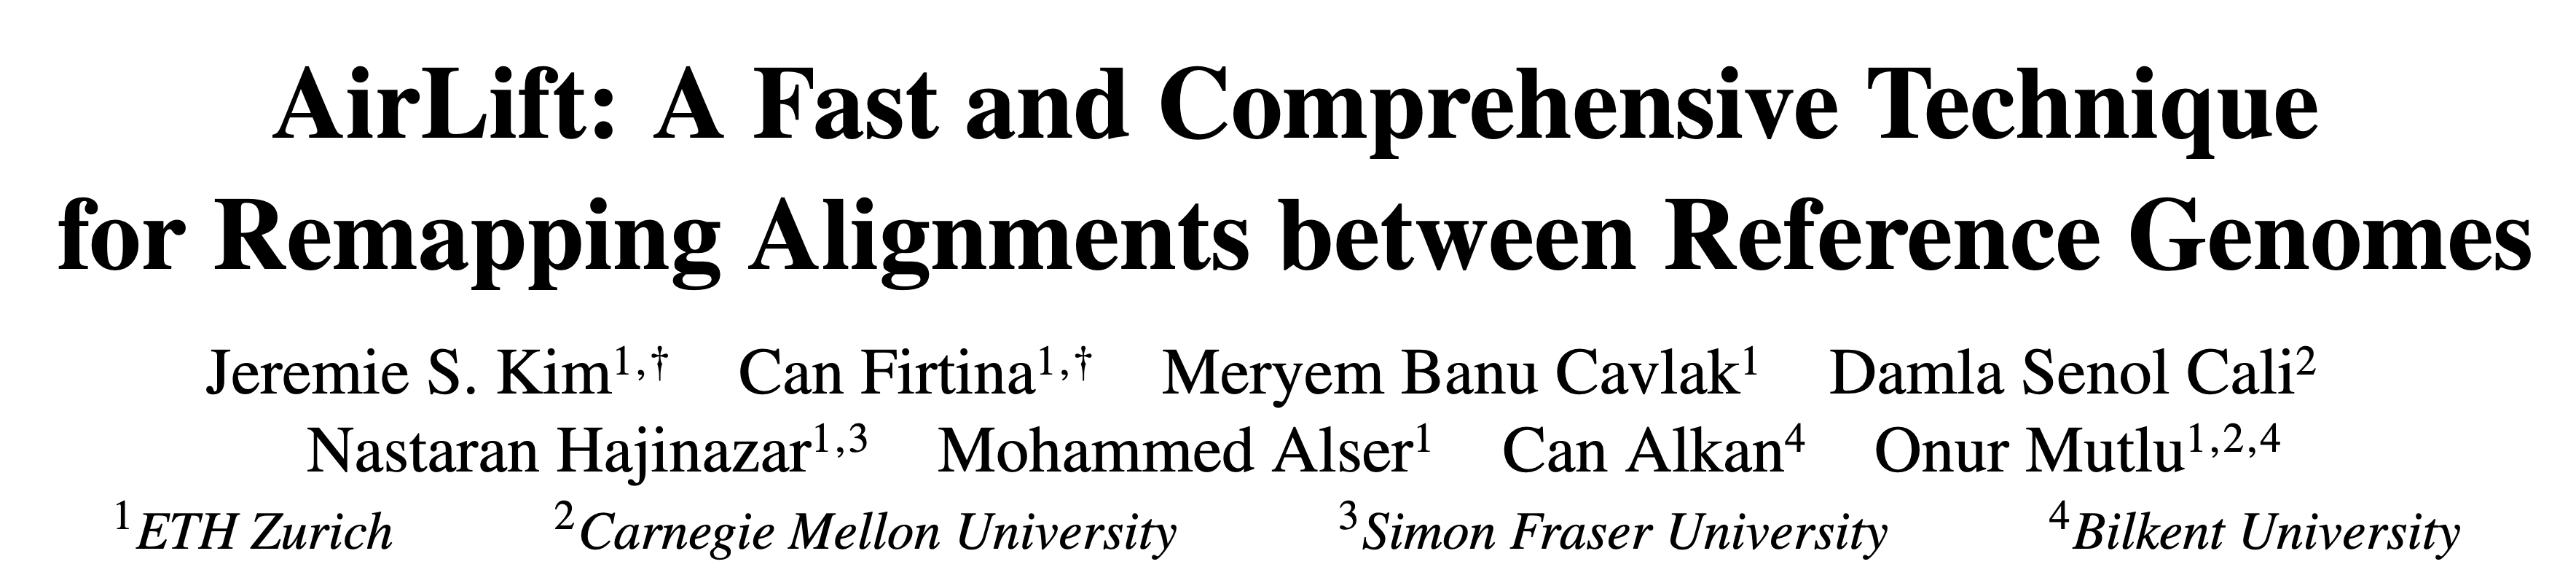 AirLift: A Fast and Comprehensive Technique
for Remapping Alignments between Reference Genomes
Jeremie S. Kim¹,† Can Firtina¹,† Meryem Banu Cavlak¹ Damla Senol Cali²
Nastaran Hajinazar¹,³ Mohammed Alser¹ Can Alkan⁴ Onur Mutlu¹,²,⁴
¹ETH Zurich ²Carnegie Mellon University ³Simon Fraser University ⁴Bilkent University